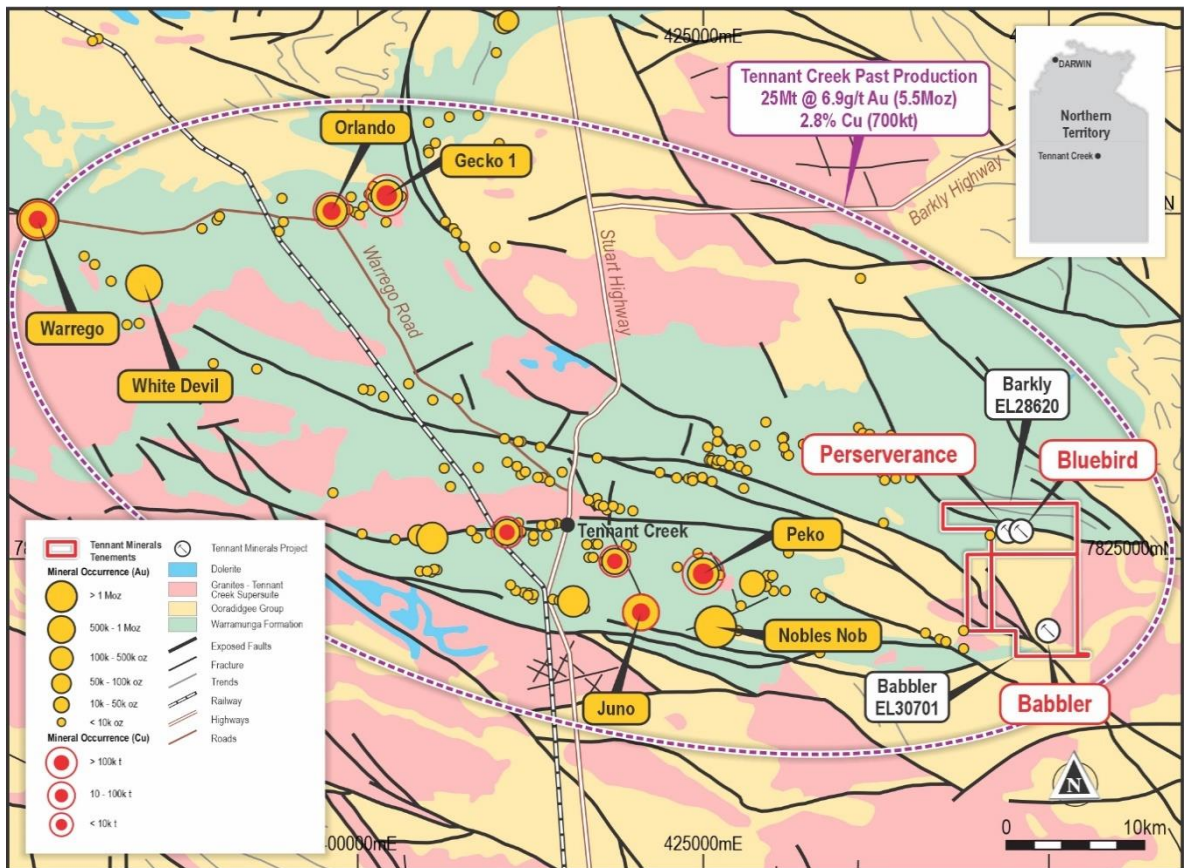 425000mE
4
DARWIN
Northern
Territory
Tennant Creek
Tennant Creek Past Production
25Mt @ 6.9g/t Au (5.5Moz)
2.8% Cu (700kt)
Orlando
Gecko 1
Barkly Highway
N
Stuart Highway
Warrego Road
Warrego
White Devil
Barkly
EL28620
Perserverance
Bluebird
Tennant Creek
Peko
78
7825000mN
Nobles Nob
Juno
Babbler
EL30701
Babbler
Tennant Minerals
Tenements
Mineral Occurrence (Au)
> 1 Moz
500k - 1 Moz
100k - 500k oz
50k - 100k oz
10k - 50k oz
< 10k oz
Mineral Occurrence (Cu)
> 100k t
10 - 100k t
< 10k t
Tennant Minerals Project
Dolerite
Granites - Tennant
Creek Supersuite
Ooradidgee Group
Warramunga Formation
Exposed Faults
Fracture
Trends
Railway
Highways
Roads
00000mE
425000mE
N
0 10km